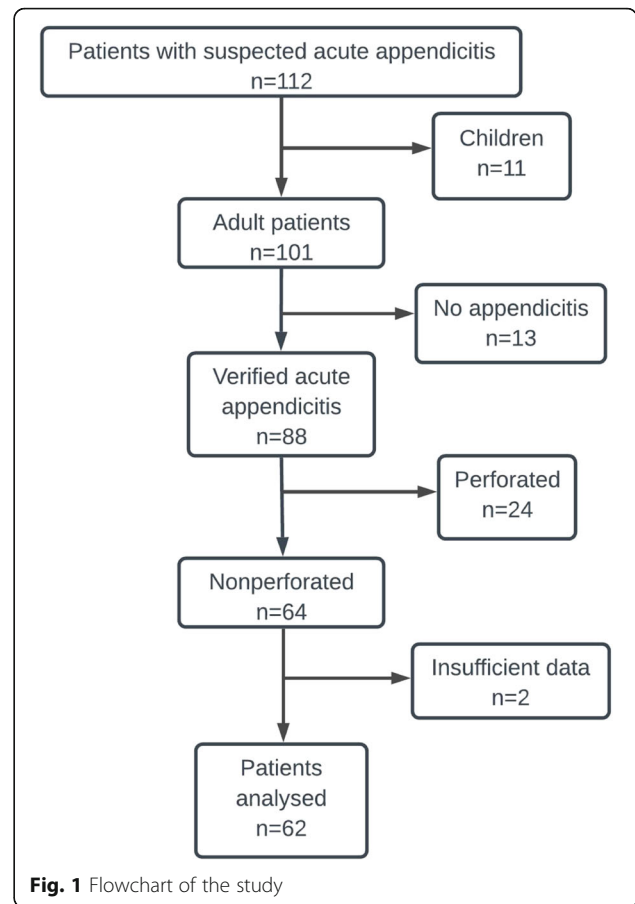 Patients with suspected acute appendicitis
n=112
Children
n=11
Adult patients
n=101
No appendicitis
n=13
Verified acute
appendicitis
n=88
Perforated
n=24
Nonperforated
n=64
Insufficient data
n=2
Patients
analysed
n=62
Fig. 1 Flowchart of the study